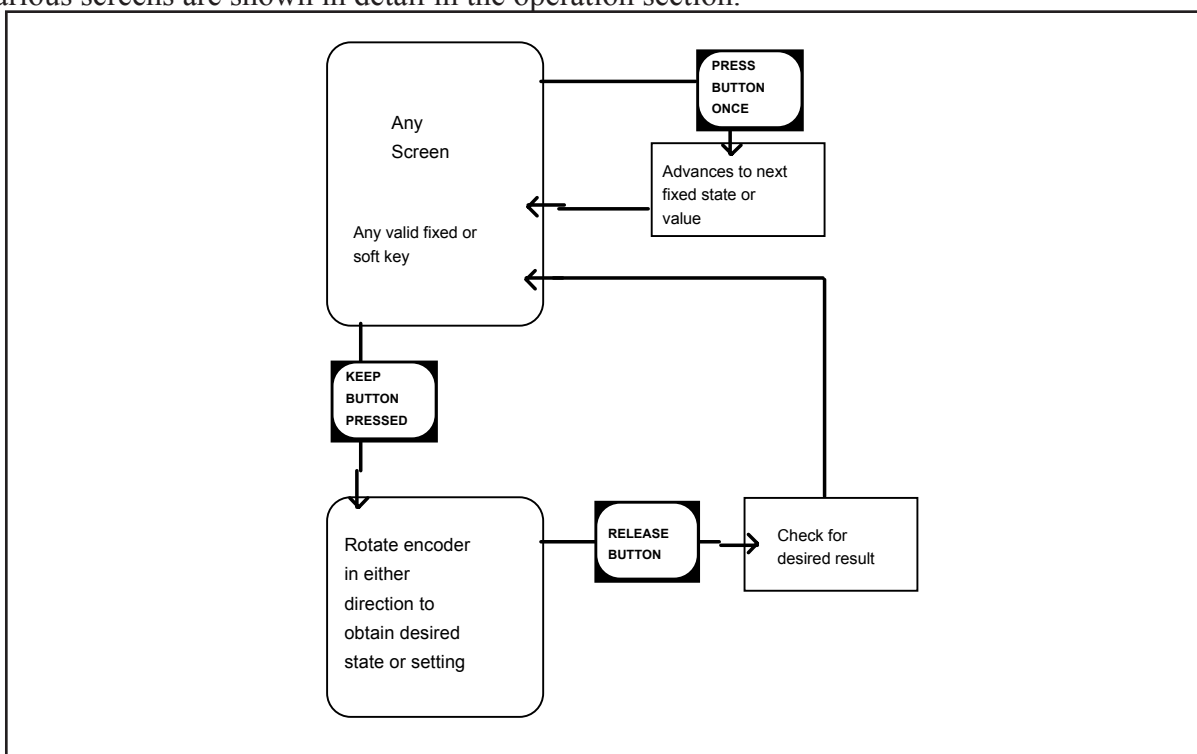 various screens are shown in detail in the operation section.
PRESS
BUTTON
ONCE
Any
Screen
Advances to next
fixed state or
value
Any valid fixed or
soft key
KEEP
BUTTON
PRESSED
Rotate encoder
in either
direction to
obtain desired
state or setting
RELEASE
BUTTON
Check for
desired result